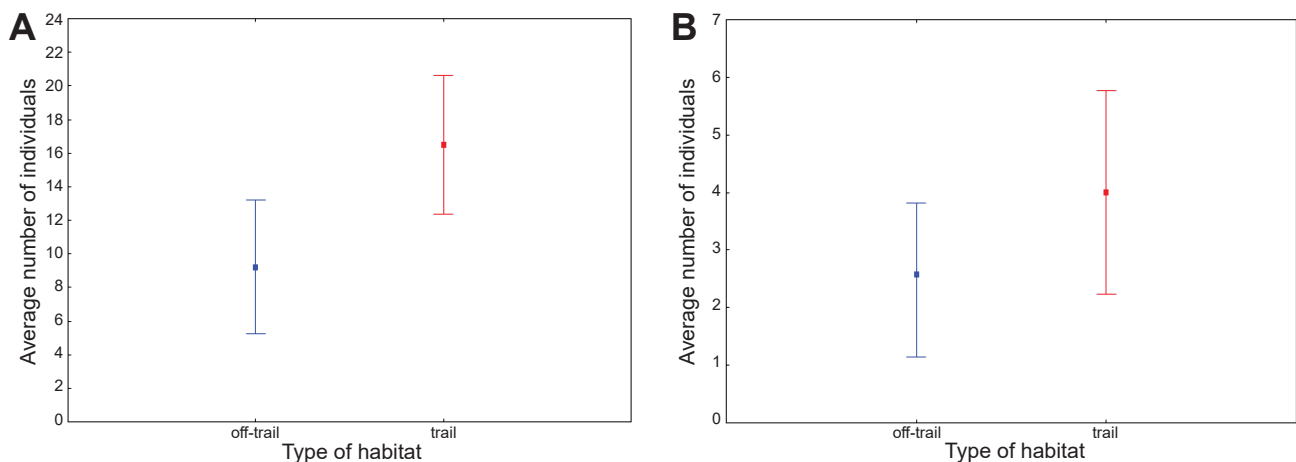 A
Average number of individuals
24
22
20
18
16
14
12
10
8
6
4
2
0
off-trail trail
Type of habitat
B
Average number of individuals
7
6
5
4
3
2
1
0
off-trail trail
Type of habitat